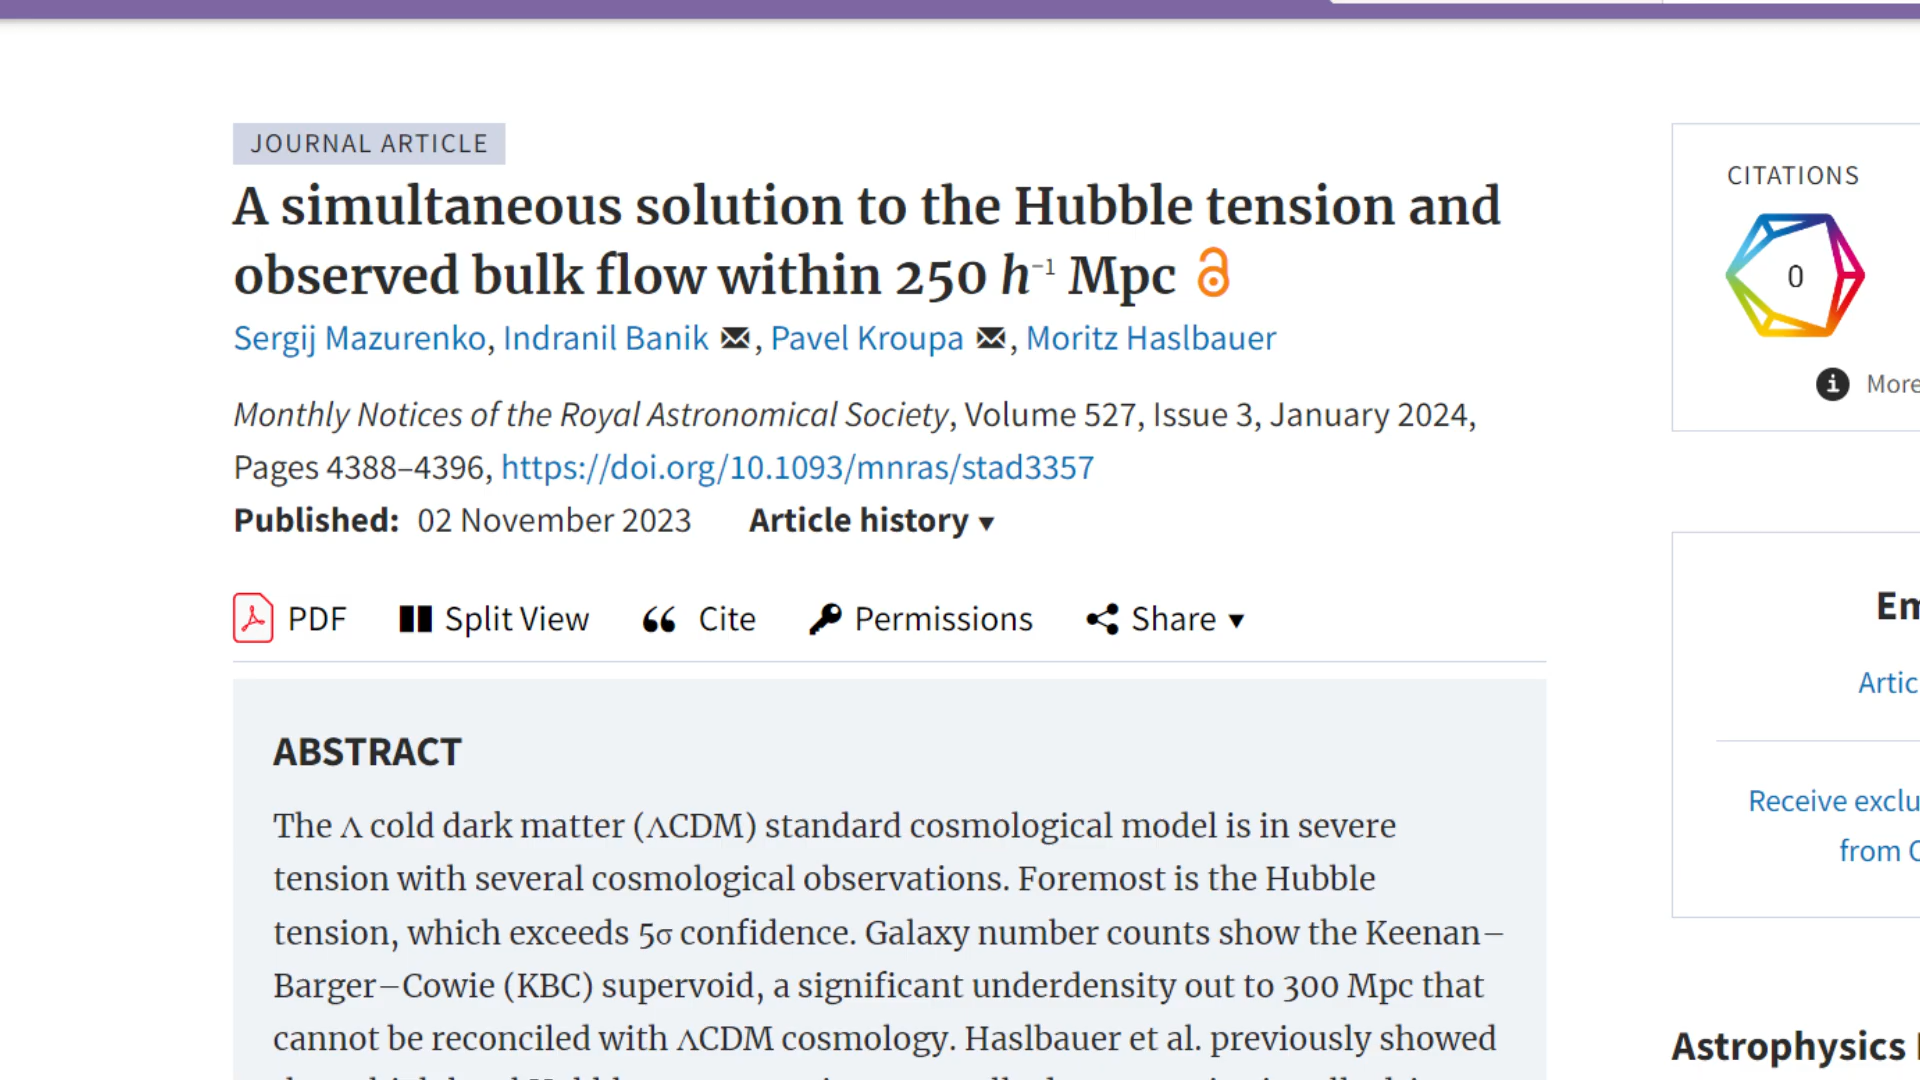 JOURNAL ARTICLE
A simultaneous solution to the Hubble tension and
observed bulk flow within 250 h⁻¹ Mpc
Sergij Mazurenko, Indranil Banik, Pavel Kroupa, Moritz Haslbauer
Monthly Notices of the Royal Astronomical Society, Volume 527, Issue 3, January 2024,
Pages 4388–4396, https://doi.org/10.1093/mnras/stad3357
Published: 02 November 2023 Article history
PDF Split View Cite Permissions Share
ABSTRACT
The Λ cold dark matter (ΛCDM) standard cosmological model is in severe
tension with several cosmological observations. Foremost is the Hubble
tension, which exceeds 5σ confidence. Galaxy number counts show the Keenan–
Barger–Cowie (KBC) supervoid, a significant underdensity out to 300 Mpc that
cannot be reconciled with ΛCDM cosmology. Haslbauer et al. previously showed
CITATIONS
0
More
Em
Artic
Receive exclu
from
Astrophysics